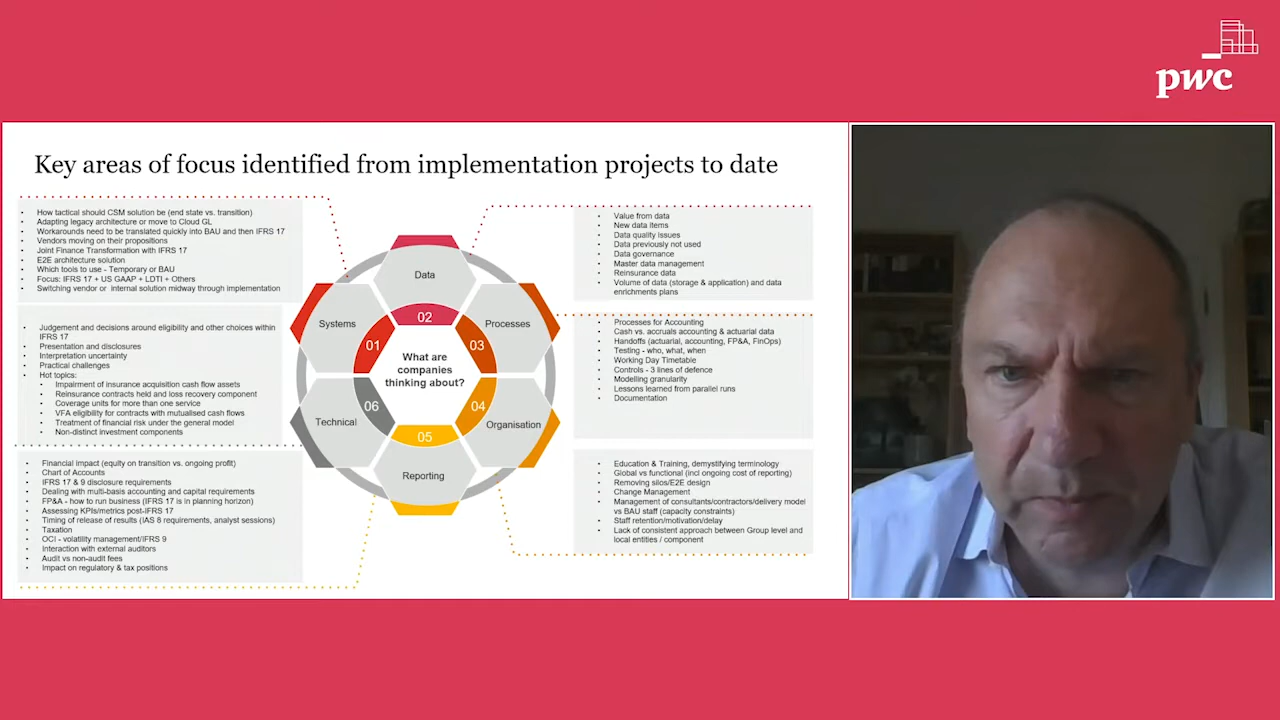 pwc
Key areas of focus identified from implementation projects to date
• How tactical should CSM solution be (end state vs. transition)
• Adapting legacy architecture or move to Cloud GL
• Workarounds need to be translated quickly into BAU and then IFRS 17
• Vendors moving on their propositions
• Joint Finance Transformation with IFRS 17
• E2E architecture solution
• Which tools to use - Temporary or BAU
• Focus: IFRS 17 + US GAAP + LDTI + Others
• Switching vendor or internal solution midway through implementation
• Judgement and decisions around eligibility and other choices within
IFRS 17
• Presentation and disclosures
• Interpretation uncertainty
• Practical challenges
• Hot topics:
• Impairment of insurance acquisition cash flow assets
• Reinsurance contracts held and loss recovery component
• Coverage units for more than one service
• VFA eligibility for contracts with mutualised cash flows
• Treatment of financial risk under the general model
• Non-distinct investment components
• Financial Impact (equity on transition vs. ongoing profit)
• Chart of Accounts
• IFRS 17 & 9 disclosure requirements
• Dealing with multi-basis accounting and capital requirements
• FP&A - how to run business (IFRS 17 is in planning horizon)
• Assessing KPIs/metrics post-IFRS 17
• Timing of release of results (IAS 8 requirements, analyst sessions)
• Taxation
• OCI - volatility management/IFRS 9
• Interaction with external auditors
• Audit vs non-audit fees
• Impact on regulatory & tax positions
Data
02
Systems
01
Processes
03
What are
companies
thinking about?
06
Technical
04
Organisation
05
Reporting
• Value from data
• New data items
• Data quality issues
• Data previously not used
• Data governance
• Master data management
• Reinsurance data
• Volume of data (storage & application) and data
enrichments plans
• Processes for Accounting
• Cash vs. accruals accounting & actuarial data
• Handoffs (actuarial, accounting, FP&A, FinOps)
• Testing - who, what, when
• Working Day Timetable
• Controls - 3 lines of defence
• Modelling granularity
• Lessons learned from parallel runs
• Documentation
• Education & Training, demystifying terminology
• Global vs functional (incl ongoing cost of reporting)
• Removing silos/E2E design
• Change Management
• Management of consultants/contractors/delivery model
vs BAU staff (capacity constraints)
• Staff retention/motivation/delay
• Lack of consistent approach between Group level and
local entities / component